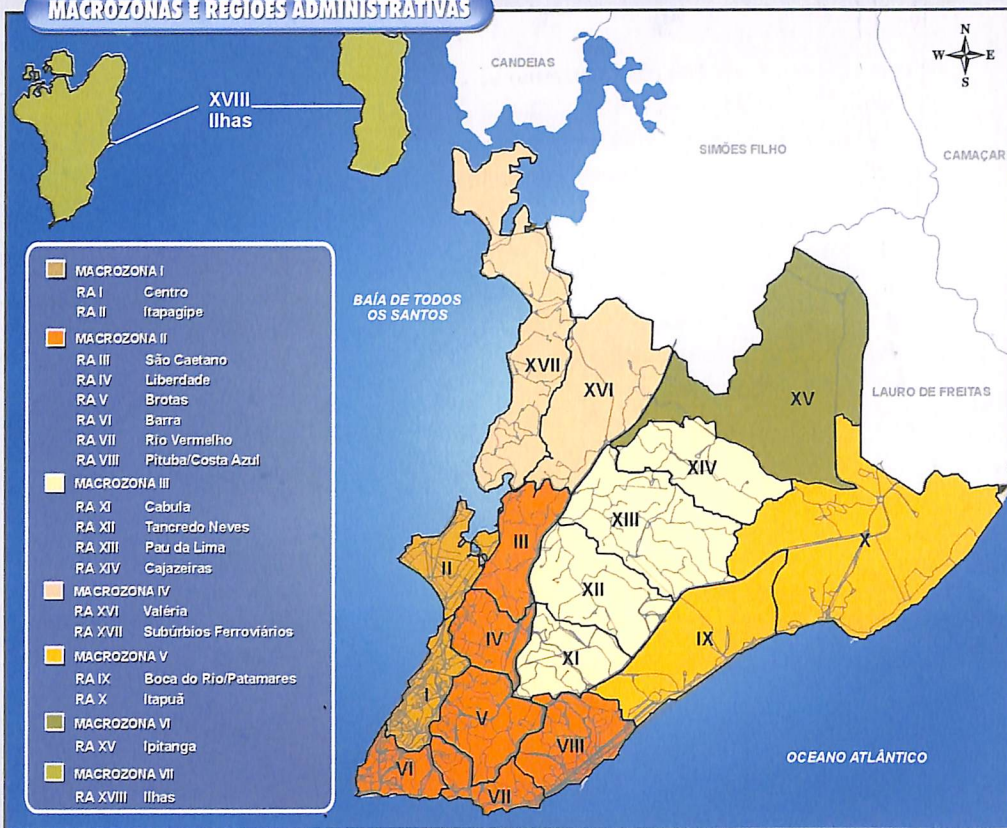 MACROZONAS E REGIÕES ADMINISTRATIVAS
N
W E
S
CANDEIAS
XVIII
Ilhas
SIMÕES FILHO
CAMAÇAR
MACROZONA I
RA I Centro
RA II Itapagipe
MACROZONA II
RA III São Caetano
RA IV Liberdade
RA V Brotas
RA VI Barra
RA VII Rio Vermelho
RA VIII Pituba/Costa Azul
MACROZONA III
RA XI Cabula
RA XII Tancredo Neves
RA XIII Pau da Lima
RA XIV Cajazeiras
MACROZONA IV
RA XVI Valéria
RA XVII Subúrbios Ferroviários
MACROZONA V
RA IX Boca do Rio/Patamares
RA X Itapuã
MACROZONA VI
RA XV Ipitanga
MACROZONA VII
RA XVIII Ilhas
BAÍA DE TODOS
OS SANTOS
XVII
XVI
XV
LAURO DE FREITAS
XIV
XIII
III
X
II
XII
IV
XI
IX
I
V
VIII
VI
VII
OCEANO ATLÂNTICO